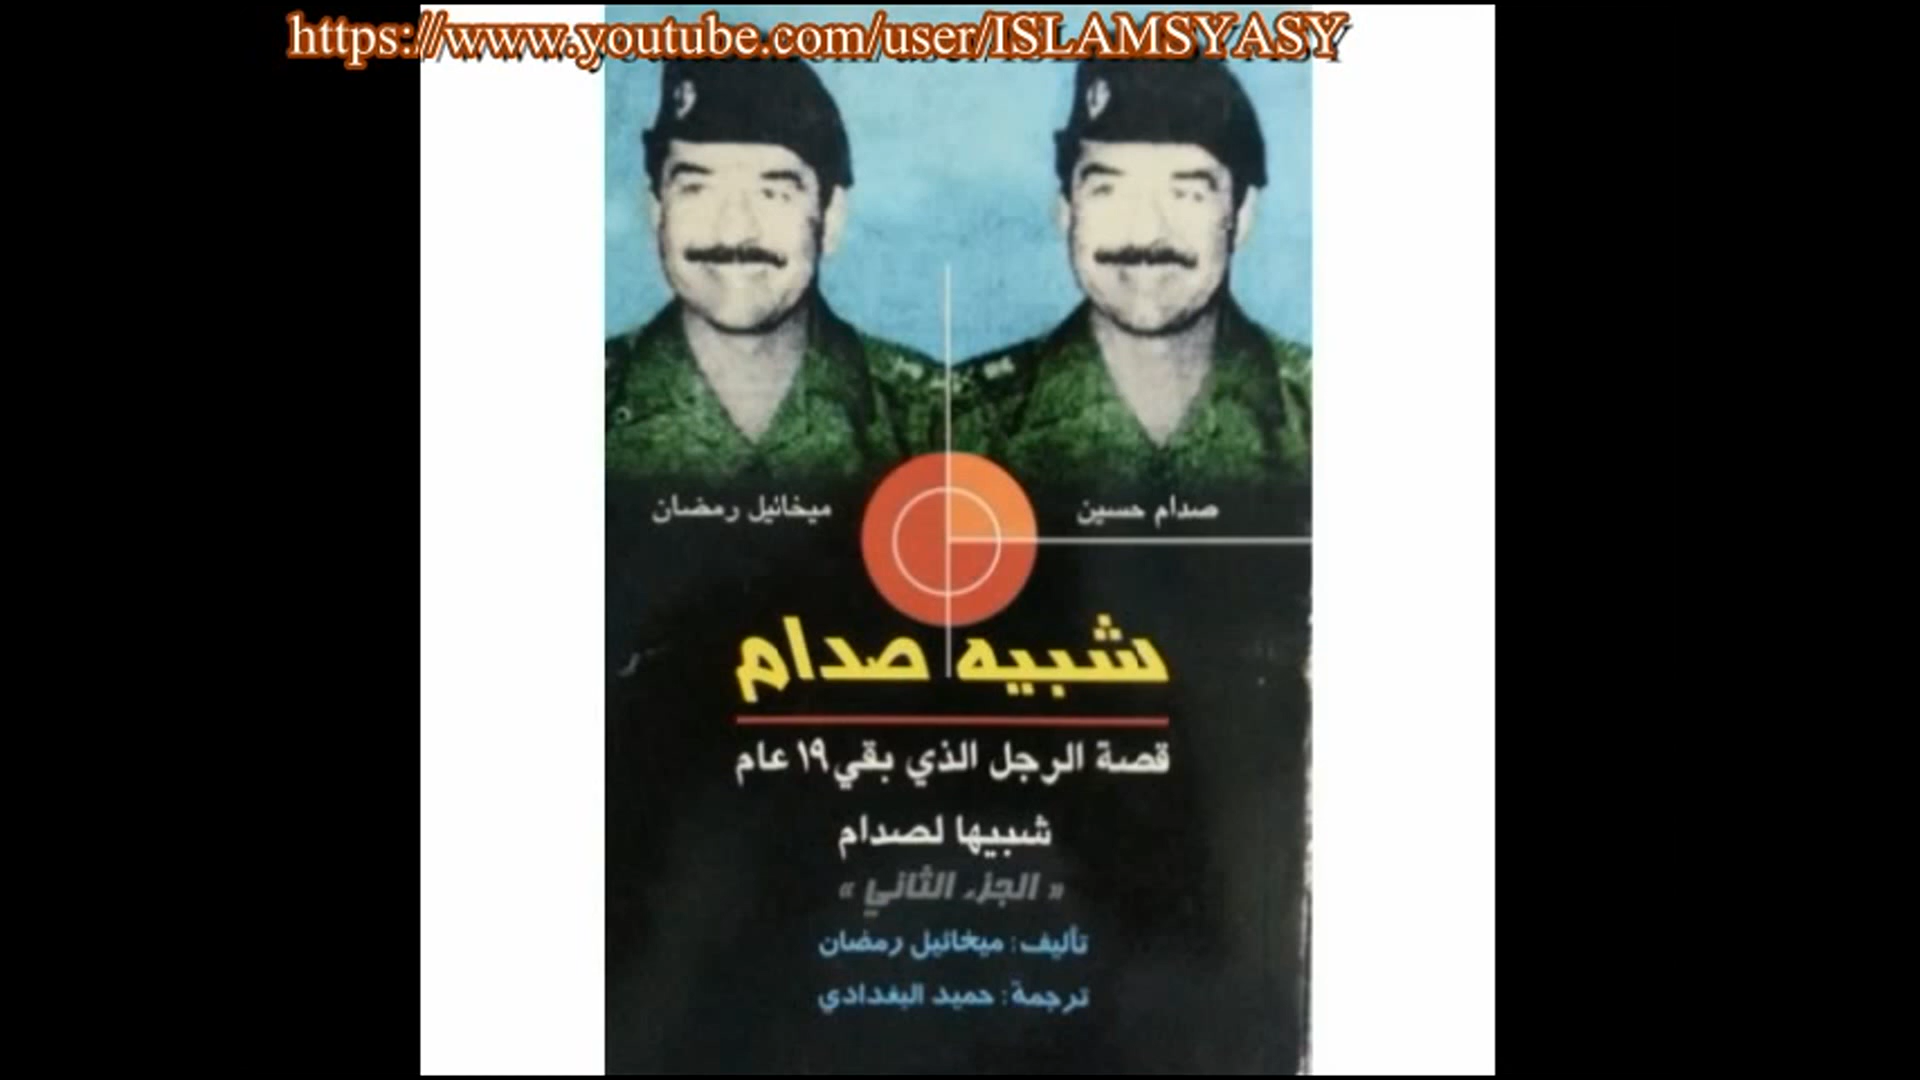 https://www.youtube.com/user/ISLAMSYASY
صدام حسين
ميخائيل رمضان
شبيه صدام
قصة الرجل الذي بقي ١٩ عام
شبيها لصدام
« الجزء الثاني »
تأليف: ميخائيل رمضان
ترجمة: حميد البغدادي